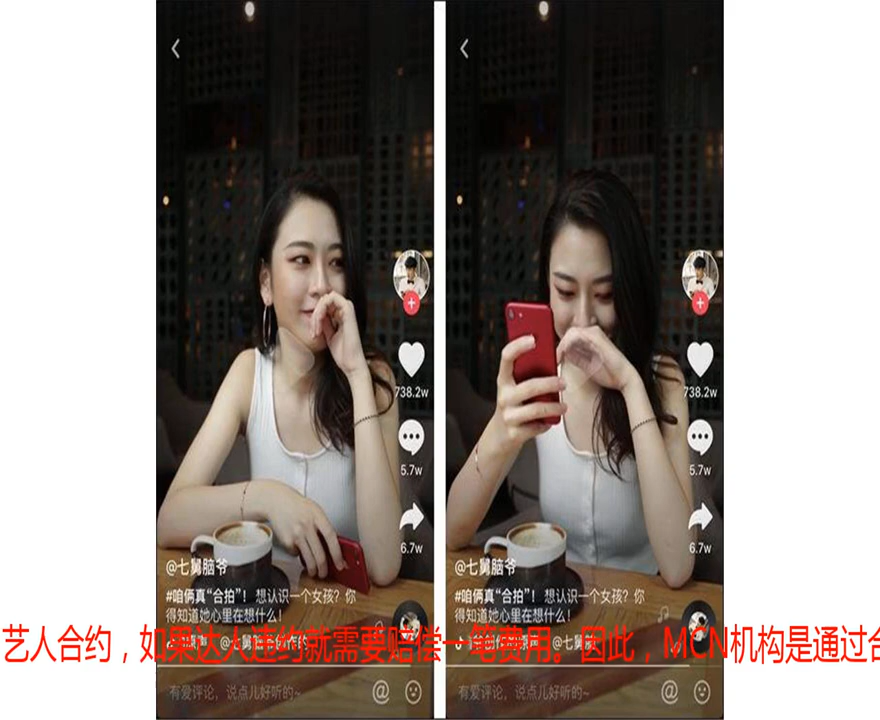 738.2w
5.7w
6.7w
@七舅脑爷
#咱俩真“合拍”！ 想认识一个女孩？你
得知道她心里在想什么！
有爱评论，说点儿好听的~
738.2w
5.7w
6.7w
@七舅脑爷
#咱俩真“合拍”！ 想认识一个女孩？你
得知道她心里在想什么！
有爱评论，说点儿好听的~
艺人合约，如果达人违约就需要赔偿一笔费用。因此，MCN机构是通过合